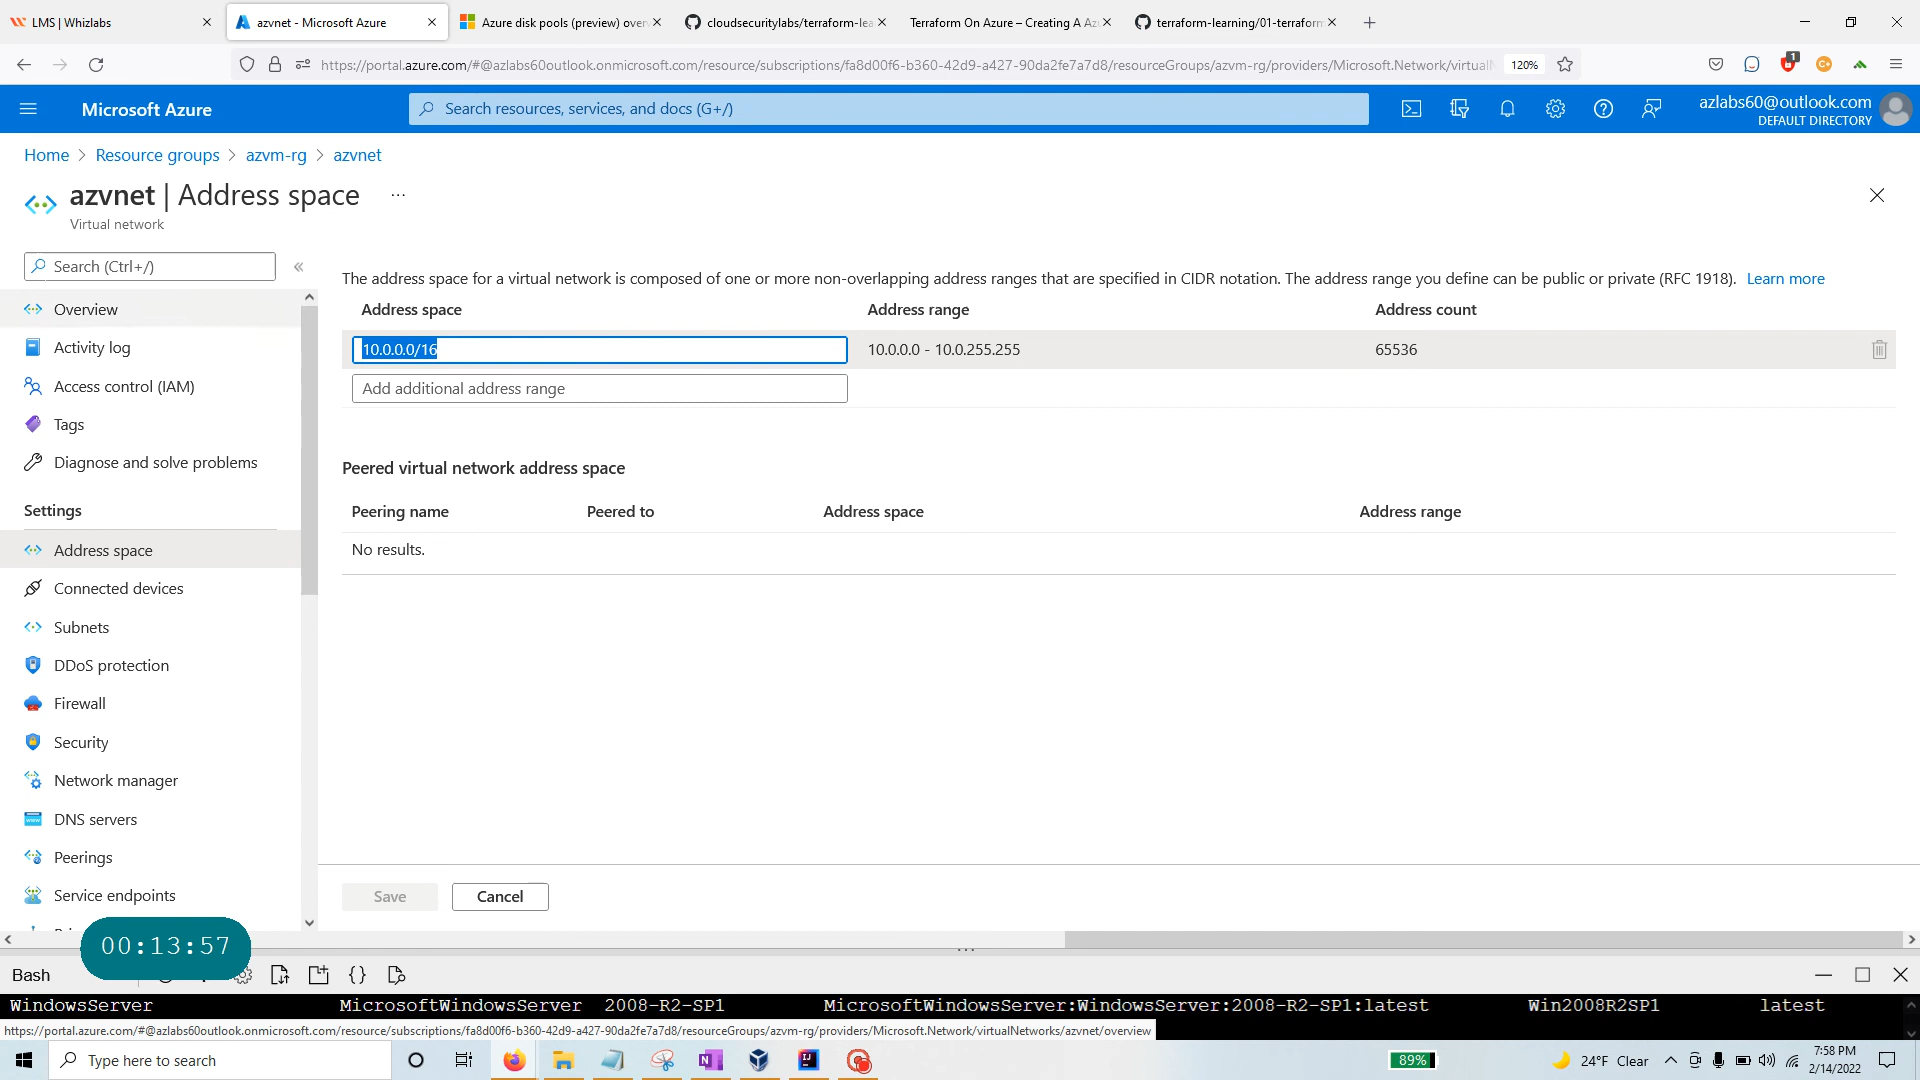 LMS | Whizlabs
azvnet - Microsoft Azure
Azure disk pools (preview) over
cloudsecuritylabs/terraform-lea
Terraform On Azure – Creating A Az
terraform-learning/01-terraform
https://portal.azure.com/#@azlabs60outlook.onmicrosoft.com/resource/subscriptions/fa8d00f6-b360-42d9-a427-90da2fe7a7d8/resourceGroups/azvm-rg/providers/Microsoft.Network/virtualN
120%
1
Microsoft Azure
Search resources, services, and docs (G+/)
azlabs60@outlook.com
DEFAULT DIRECTORY
Home > Resource groups > azvm-rg > azvnet
azvnet | Address space ...
Virtual network
Search (Ctrl+/)
Overview
Activity log
Access control (IAM)
Tags
Diagnose and solve problems
Settings
Address space
Connected devices
Subnets
DDoS protection
Firewall
Security
Network manager
DNS servers
Peerings
Service endpoints
The address space for a virtual network is composed of one or more non-overlapping address ranges that are specified in CIDR notation. The address range you define can be public or private (RFC 1918). Learn more
Address space Address range Address count
10.0.0.0/16 10.0.0.0 - 10.0.255.255 65536
Add additional address range
Peered virtual network address space
Peering name Peered to Address space Address range
No results.
Save Cancel
00:13:57
Bash
WindowsServer MicrosoftWindowsServer 2008-R2-SP1 MicrosoftWindowsServer:WindowsServer:2008-R2-SP1:latest Win2008R2SP1 latest
https://portal.azure.com/#@azlabs60outlook.onmicrosoft.com/resource/subscriptions/fa8d00f6-b360-42d9-a427-90da2fe7a7d8/resourceGroups/azvm-rg/providers/Microsoft.Network/virtualNetworks/azvnet/overview
Type here to search
89%
24°F Clear
7:58 PM
2/14/2022